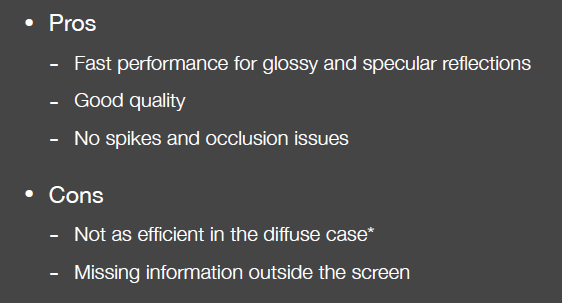 • Pros
- Fast performance for glossy and specular reflections
- Good quality
- No spikes and occlusion issues
• Cons
- Not as efficient in the diffuse case*
- Missing information outside the screen